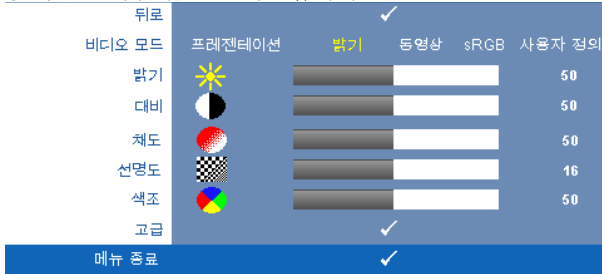 뒤로
비디오 모드 프레젠테이션 밝기 동영상 sRGB 사용자 정의
밝기 50
대비 50
채도 50
선명도 16
색조 50
고급
메뉴 종료